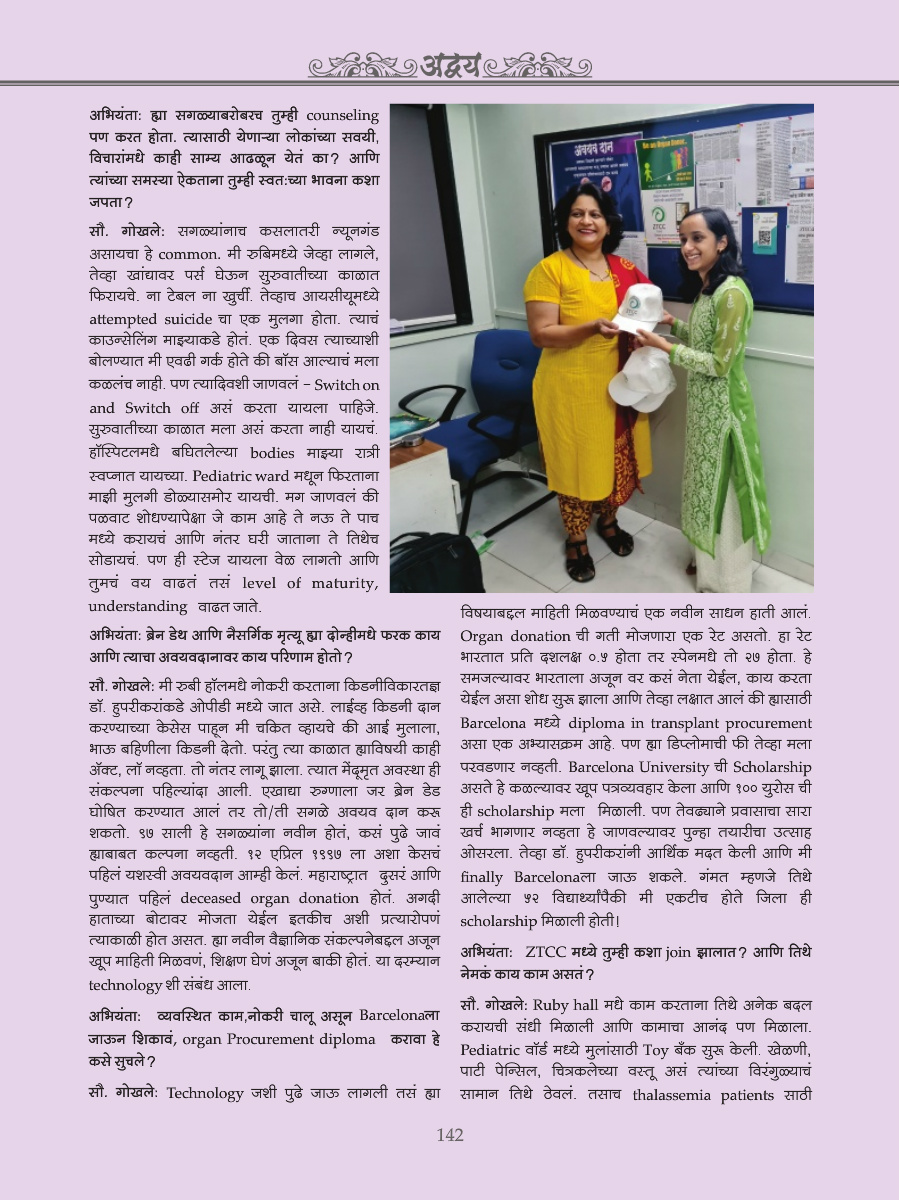 अद्वय
अभियंता: ह्या सगळ्याबरोबरच तुम्ही counseling
पण करत होता. त्यासाठी येणाऱ्या लोकांच्या सवयी,
विचारांमधे काही साम्य आढळून येतं का? आणि
त्यांच्या समस्या ऐकताना तुम्ही स्वत:च्या भावना कशा
जपता?
सौ. गोखले: सगळ्यांनाच कसलातरी न्यूनगंड
असायचा हे common. मी रुबिमध्ये जेव्हा लागले,
तेव्हा खांद्यावर पर्स घेऊन सुरुवातीच्या काळात
फिरायचे. ना टेबल ना खुर्ची. तेव्हाच आयसीयूमध्ये
attempted suicide चा एक मुलगा होता. त्याचं
काउन्सेलिंग माझ्याकडे होतं. एक दिवस त्याच्याशी
बोलण्यात मी एवढी गर्क होते की बॉस आल्याचं मला
कळलंच नाही. पण त्यादिवशी जाणवलं – Switch on
and Switch off असं करता यायला पाहिजे.
सुरुवातीच्या काळात मला असं करता नाही यायचं.
हॉस्पिटलमधे बघितलेल्या bodies माझ्या रात्री
स्वप्नात यायच्या. Pediatric ward मधून फिरताना
माझी मुलगी डोळ्यासमोर यायची. मग जाणवलं की
पळवाट शोधण्यापेक्षा जे काम आहे ते नऊ ते पाच
मध्ये करायचं आणि नंतर घरी जाताना ते तिथेच
सोडायचं. पण ही स्टेज यायला वेळ लागतो आणि
तुमचं वय वाढतं तसं level of maturity,
understanding वाढत जाते.
अभियंता: ब्रेन डेथ आणि नैसर्गिक मृत्यू ह्या दोन्हीमधे फरक काय
आणि त्याचा अवयवदानावर काय परिणाम होतो?
सौ. गोखले: मी रुबी हॉलमधे नोकरी करताना किडनीविकारतज्ञ
डॉ. हुपरीकरांकडे ओपीडी मध्ये जात असे. लाईव्ह किडनी दान
करण्याच्या केसेस पाहून मी चकित व्हायचे की आई मुलाला,
भाऊ बहिणीला किडनी देतो. परंतु त्या काळात ह्याविषयी काही
अ‍ॅक्ट, लॉ नव्हता. तो नंतर लागू झाला. त्यात मेंदूमृत अवस्था ही
संकल्पना पहिल्यांदा आली. एखाद्या रुग्णाला जर ब्रेन डेड
घोषित करण्यात आलं तर तो/ती सगळे अवयव दान करू
शकतो. ९७ साली हे सगळ्यांना नवीन होतं, कसं पुढे जावं
ह्याबाबत कल्पना नव्हती. १२ एप्रिल १९९७ ला अशा केसचं
पहिलं यशस्वी अवयवदान आम्ही केलं. महाराष्ट्रात दुसरं आणि
पुण्यात पहिलं deceased organ donation होतं. अगदी
हाताच्या बोटावर मोजता येईल इतकीच अशी प्रत्यारोपणं
त्याकाळी होत असत. ह्या नवीन वैज्ञानिक संकल्पनेबद्दल अजून
खूप माहिती मिळवणं, शिक्षण घेणं अजून बाकी होतं. या दरम्यान
technology शी संबंध आला.
अभियंता: व्यवस्थित काम,नोकरी चालू असून Barcelonaला
जाऊन शिकावं, organ Procurement diploma करावा हे
कसे सुचले?
सौ. गोखले: Technology जशी पुढे जाऊ लागली तसं ह्या
अवयव दान
ZTCC
विषयाबद्दल माहिती मिळवण्याचं एक नवीन साधन हाती आलं.
Organ donation ची गती मोजणारा एक रेट असतो. हा रेट
भारतात प्रति दशलक्ष ०.५ होता तर स्पेनमधे तो २७ होता. हे
समजल्यावर भारताला अजून वर कसं नेता येईल, काय करता
येईल असा शोध सुरू झाला आणि तेव्हा लक्षात आलं की ह्यासाठी
Barcelona मध्ये diploma in transplant procurement
असा एक अभ्यासक्रम आहे. पण ह्या डिप्लोमाची फी तेव्हा मला
परवडणार नव्हती. Barcelona University ची Scholarship
असते हे कळल्यावर खूप पत्रव्यवहार केला आणि १०० युरोस ची
ही scholarship मला मिळाली. पण तेवढ्याने प्रवासाचा सारा
खर्च भागणार नव्हता हे जाणवल्यावर पुन्हा तयारीचा उत्साह
ओसरला. तेव्हा डॉ. हुपरीकरांनी आर्थिक मदत केली आणि मी
finally Barcelonaला जाऊ शकले. गंमत म्हणजे तिथे
आलेल्या ५२ विद्यार्थ्यांपैकी मी एकटीच होते जिला ही
scholarship मिळाली होती!
अभियंता: ZTCC मध्ये तुम्ही कशा join झालात? आणि तिथे
नेमकं काय काम असतं?
सौ. गोखले: Ruby hall मधे काम करताना तिथे अनेक बदल
करायची संधी मिळाली आणि कामाचा आनंद पण मिळाला.
Pediatric वॉर्ड मध्ये मुलांसाठी Toy बँक सुरू केली. खेळणी,
पाटी पेन्सिल, चित्रकलेच्या वस्तू असं त्यांच्या विरंगुळ्याचं
सामान तिथे ठेवलं. तसाच thalassemia patients साठी
142